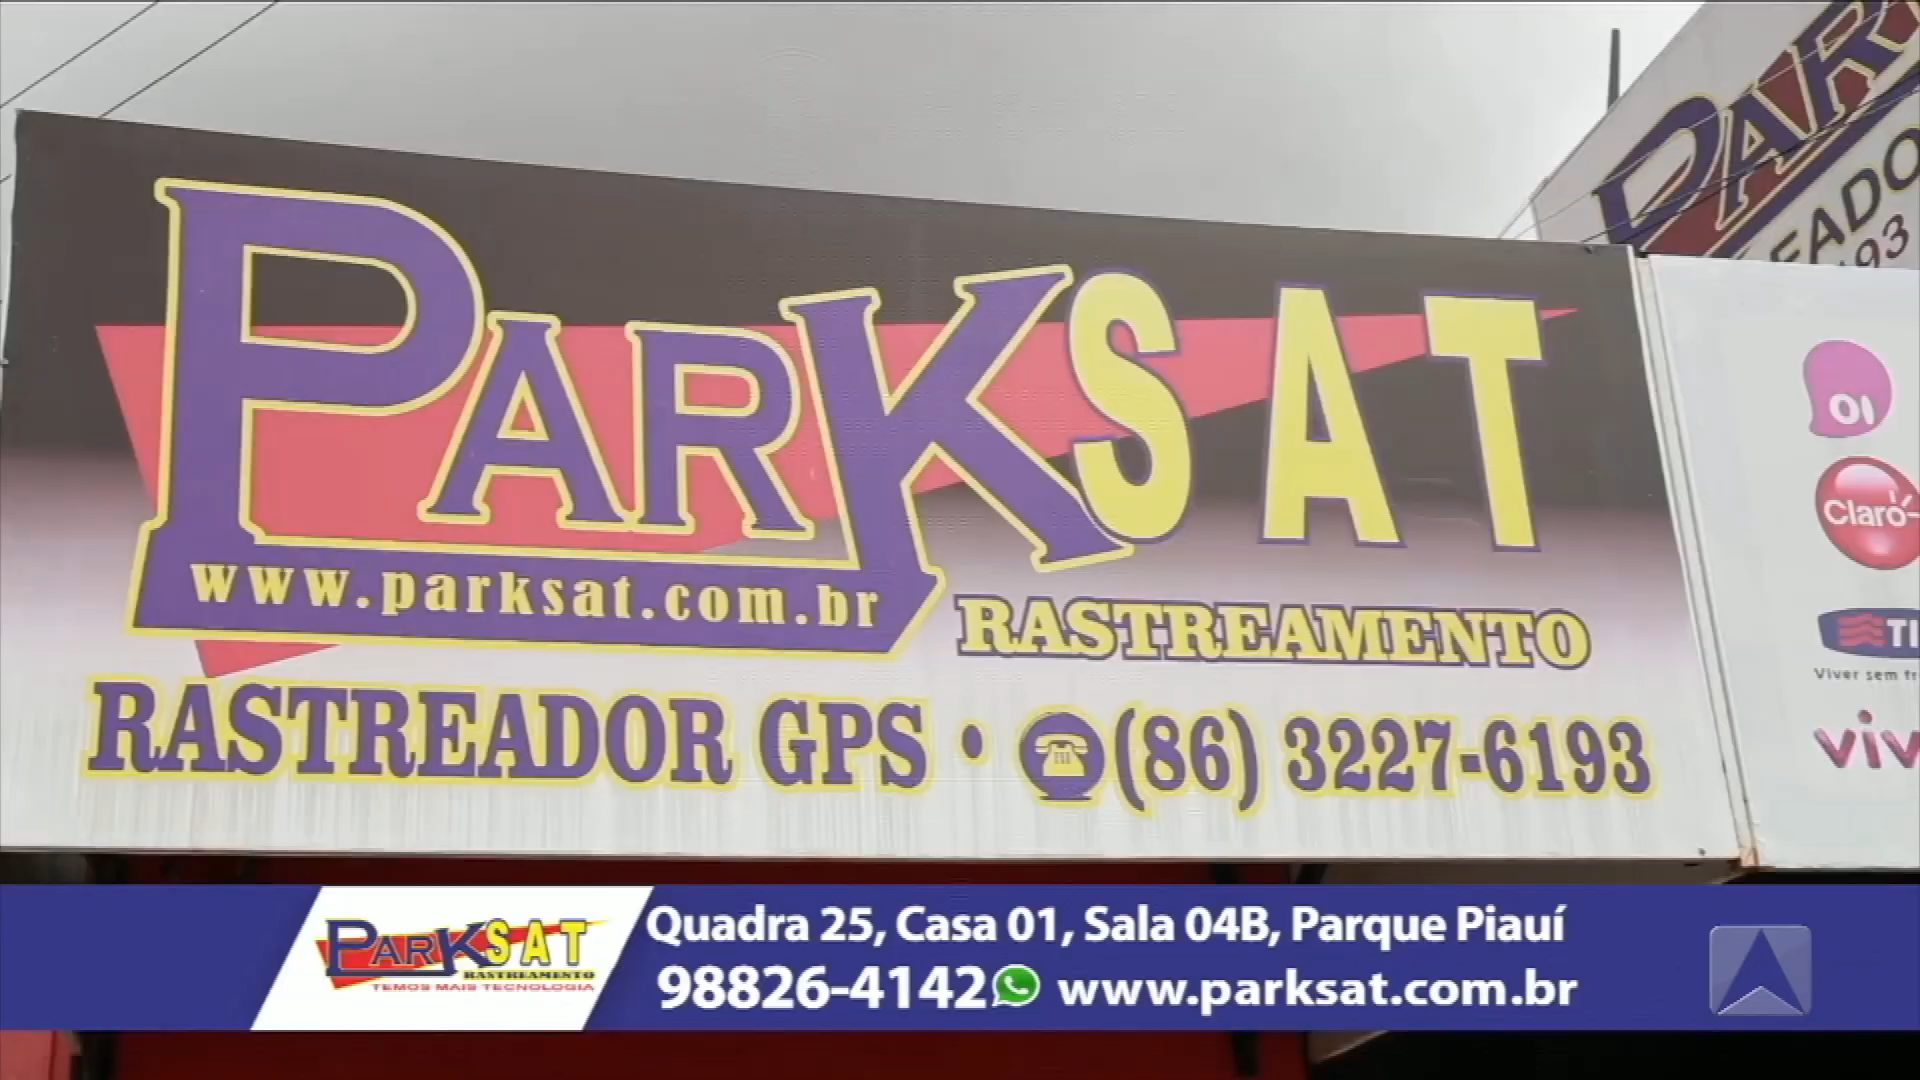 PARKSAT
www.parksat.com.br
RASTREAMENTO
RASTREADOR GPS • (86) 3227-6193
PAR
EADO
193
OI
Claro
TI
Viver sem fr
viv
PARKSAT
RASTREAMENTO
TEMOS MAIS TECNOLOGIA
Quadra 25, Casa 01, Sala 04B, Parque Piauí
98826-4142 www.parksat.com.br